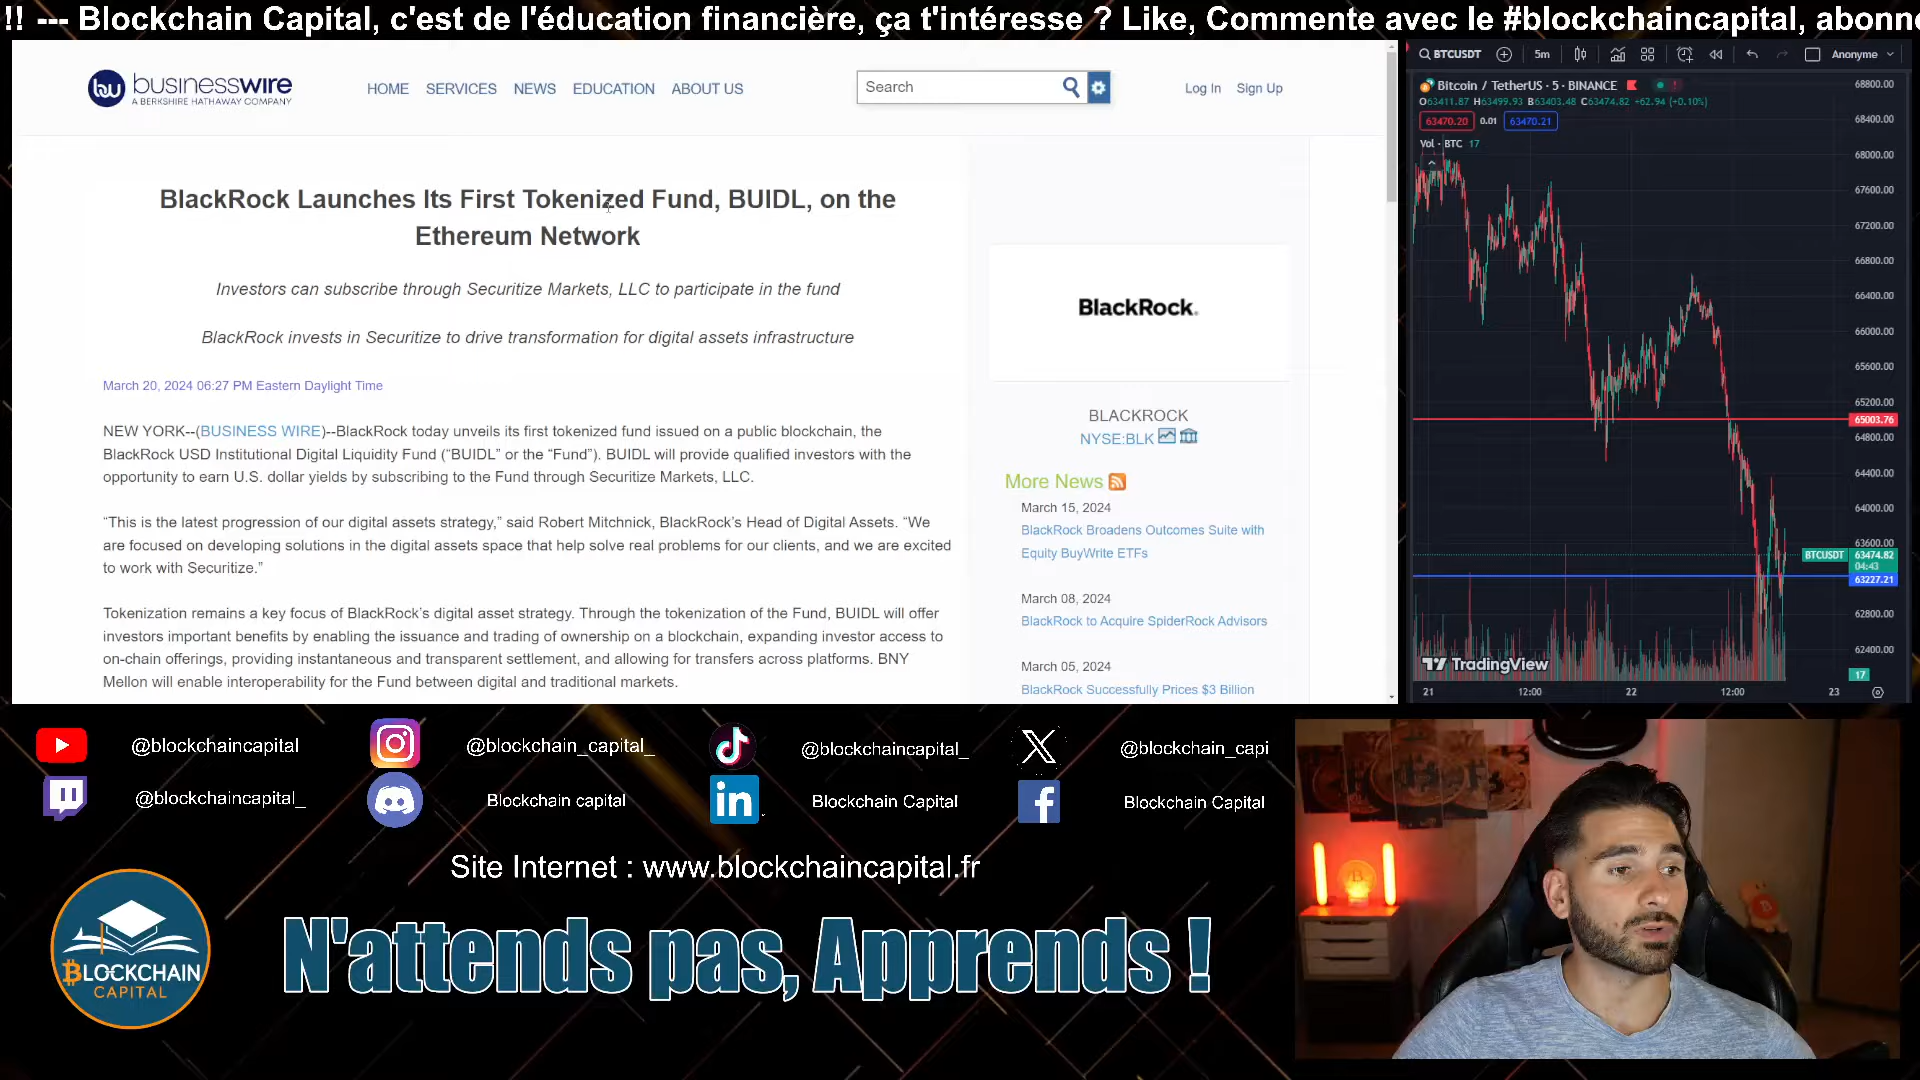 !! --- Blockchain Capital, c'est de l'éducation financière, ça t'intéresse ? Like, Commente avec le #blockchaincapital, abonne
businesswire
A BERKSHIRE HATHAWAY COMPANY
HOME SERVICES NEWS EDUCATION ABOUT US
Search
Log In Sign Up
BlackRock Launches Its First Tokenized Fund, BUIDL, on the
Ethereum Network
Investors can subscribe through Securitize Markets, LLC to participate in the fund
BlackRock invests in Securitize to drive transformation for digital assets infrastructure
March 20, 2024 06:27 PM Eastern Daylight Time
NEW YORK--(BUSINESS WIRE)--BlackRock today unveils its first tokenized fund issued on a public blockchain, the
BlackRock USD Institutional Digital Liquidity Fund (“BUIDL” or the “Fund”). BUIDL will provide qualified investors with the
opportunity to earn U.S. dollar yields by subscribing to the Fund through Securitize Markets, LLC.
“This is the latest progression of our digital assets strategy,” said Robert Mitchnick, BlackRock’s Head of Digital Assets. “We
are focused on developing solutions in the digital assets space that help solve real problems for our clients, and we are excited
to work with Securitize.”
Tokenization remains a key focus of BlackRock’s digital asset strategy. Through the tokenization of the Fund, BUIDL will offer
investors important benefits by enabling the issuance and trading of ownership on a blockchain, expanding investor access to
on-chain offerings, providing instantaneous and transparent settlement, and allowing for transfers across platforms. BNY
Mellon will enable interoperability for the Fund between digital and traditional markets.
BlackRock.
BLACKROCK
NYSE:BLK
More News
March 15, 2024
BlackRock Broadens Outcomes Suite with
Equity BuyWrite ETFs
March 08, 2024
BlackRock to Acquire SpiderRock Advisors
March 05, 2024
BlackRock Successfully Prices $3 Billion
BTCUSDT 5m Anonyme
Bitcoin / TetherUS · 5 · BINANCE
O63411.87 H63499.93 B63403.48 C63474.82 +62.94 (+0.10%)
63470.20 0.01 63470.21
Vol · BTC 17
68800.00
68400.00
68000.00
67600.00
67200.00
66800.00
66400.00
66000.00
65600.00
65200.00
65003.76
64800.00
64400.00
64000.00
63600.00
BTCUSDT 63474.82
04:43
63227.21
62800.00
62400.00
17
TradingView
21 12:00 22 12:00 23
@blockchaincapital
@blockchain_capital_
@blockchaincapital_
@blockchain_capi
@blockchaincapital_
Blockchain capital
Blockchain Capital
Blockchain Capital
Site Internet : www.blockchaincapital.fr
BLOCKCHAIN
CAPITAL
N'attends pas, Apprends !